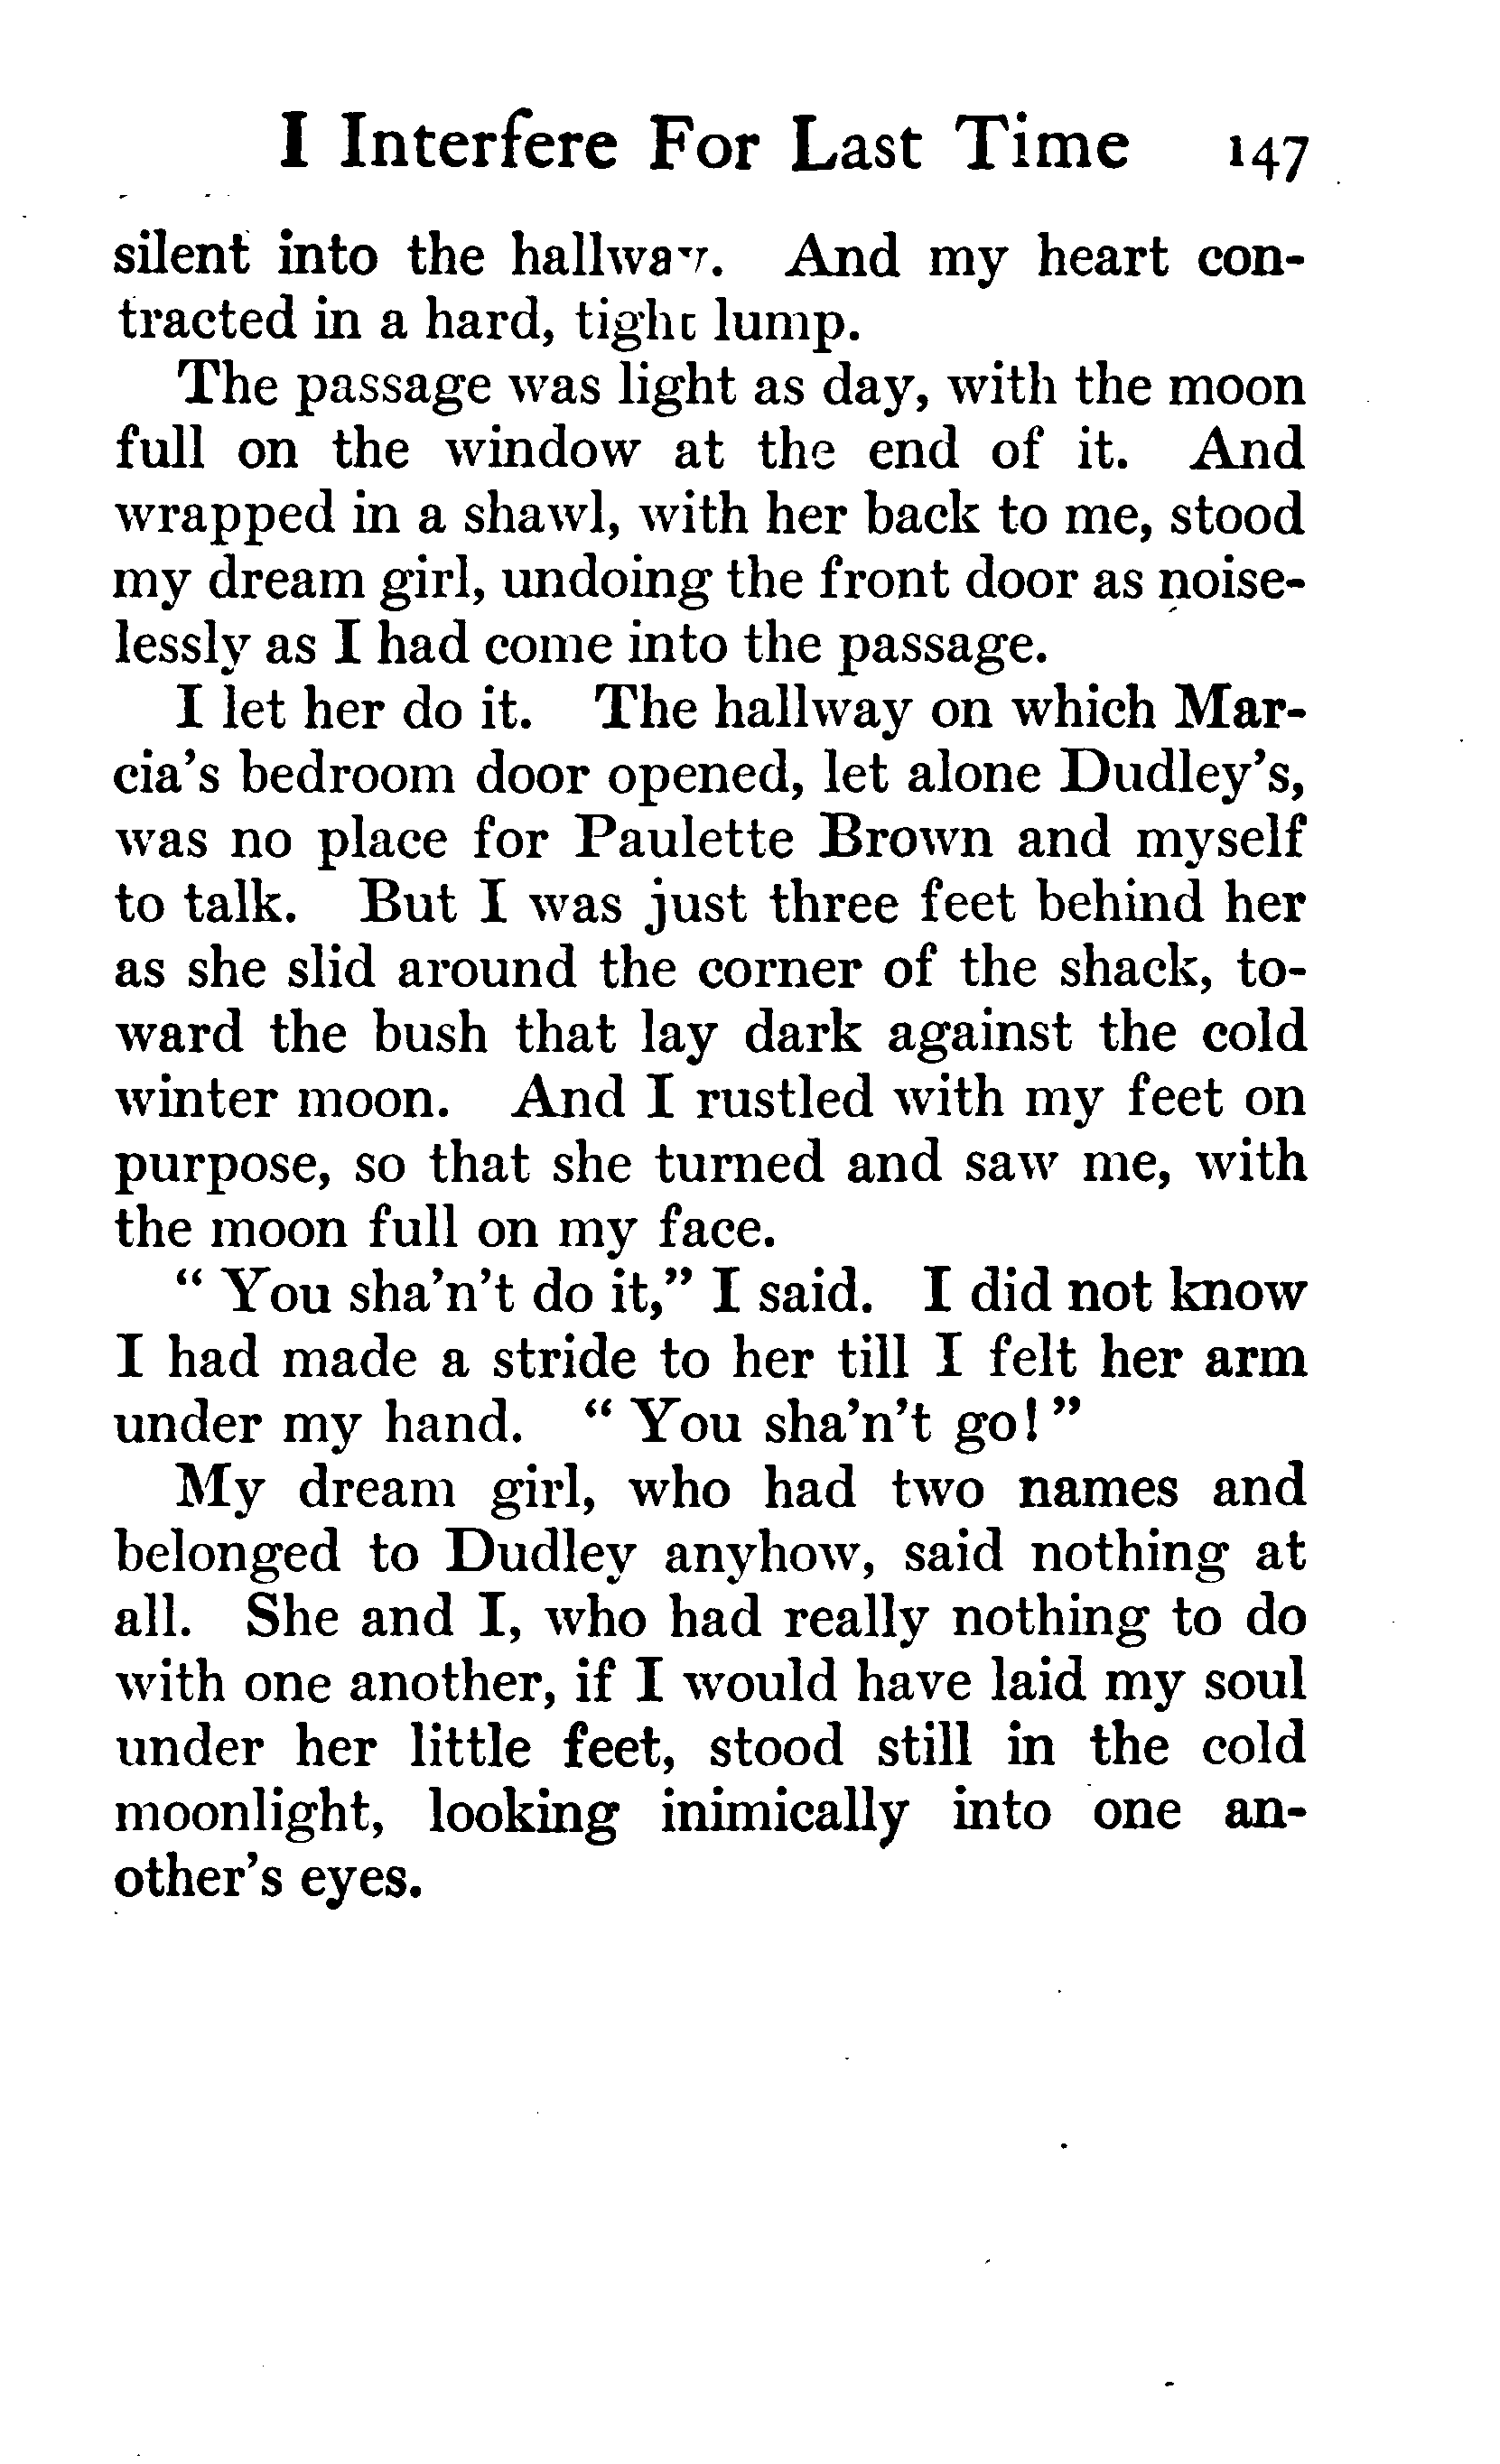 I Interfere For Last Time 147
silent into the hallway. And my heart con-
tracted in a hard, tight lump.
The passage was light as day, with the moon
full on the window at the end of it. And
wrapped in a shawl, with her back to me, stood
my dream girl, undoing the front door as noise-
lessly as I had come into the passage.
I let her do it. The hallway on which Mar-
cia's bedroom door opened, let alone Dudley's,
was no place for Paulette Brown and myself
to talk. But I was just three feet behind her
as she slid around the corner of the shack, to-
ward the bush that lay dark against the cold
winter moon. And I rustled with my feet on
purpose, so that she turned and saw me, with
the moon full on my face.
" You sha'n't do it," I said. I did not know
I had made a stride to her till I felt her arm
under my hand. " You sha'n't go! "
My dream girl, who had two names and
belonged to Dudley anyhow, said nothing at
all. She and I, who had really nothing to do
with one another, if I would have laid my soul
under her little feet, stood still in the cold
moonlight, looking inimically into one an-
other's eyes.